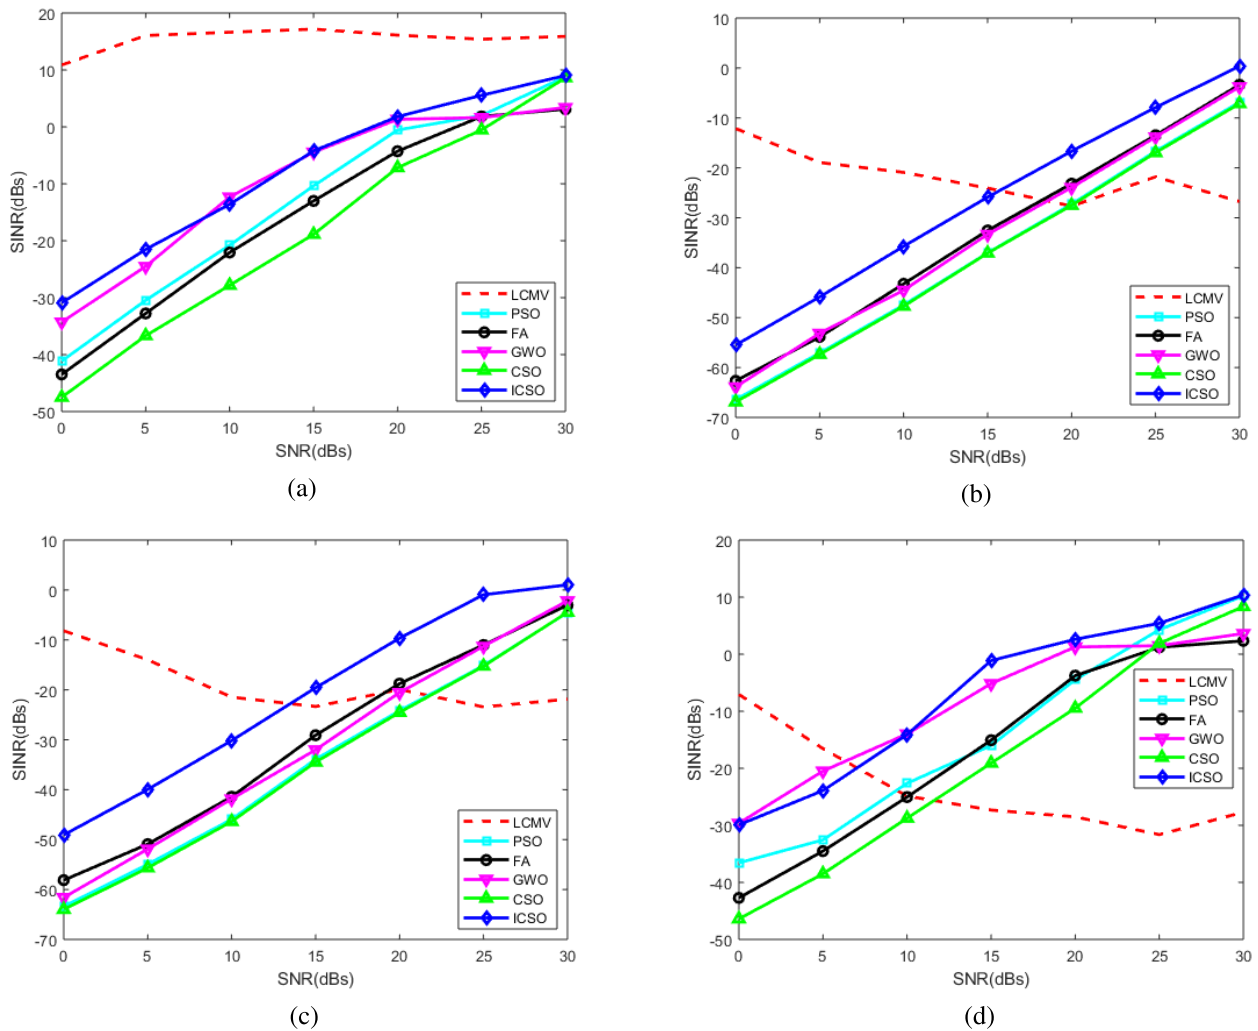 20
10
0
-10
-20
-30
-40
-50
SINR(dBs)
0 5 10 15 20 25 30
SNR(dBs)
LCMV
PSO
FA
GWO
CSO
ICSO
(a)
10
0
-10
-20
-30
-40
-50
-60
-70
SINR(dBs)
0 5 10 15 20 25 30
SNR(dBs)
LCMV
PSO
FA
GWO
CSO
ICSO
(b)
10
0
-10
-20
-30
-40
-50
-60
-70
SINR(dBs)
0 5 10 15 20 25 30
SNR(dBs)
LCMV
PSO
FA
GWO
CSO
ICSO
(c)
20
10
0
-10
-20
-30
-40
-50
SINR(dBs)
0 5 10 15 20 25 30
SNR(dBs)
LCMV
PSO
FA
GWO
CSO
ICSO
(d)